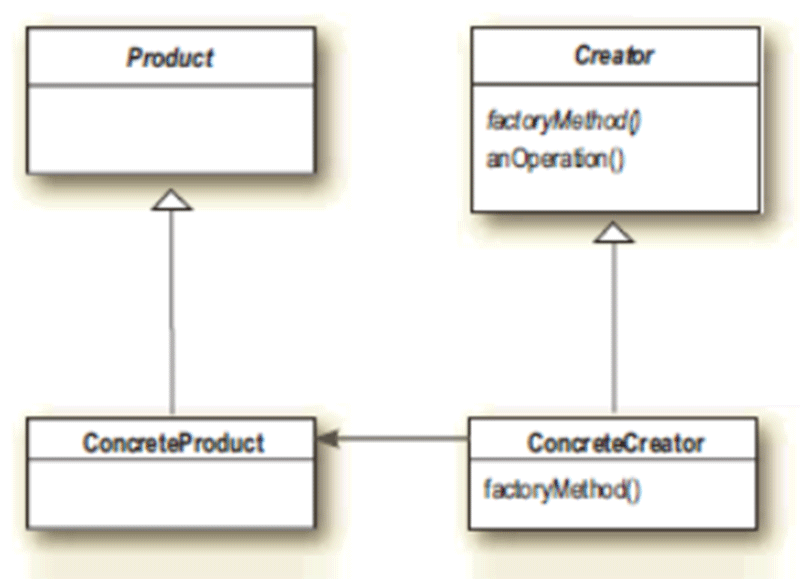 Product
Creator
factoryMethod()
anOperation()
ConcreteProduct
ConcreteCreator
factoryMethod()